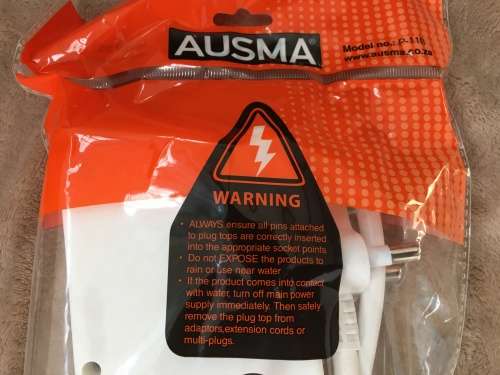 AUSMA®
Model no.: P-116
www.ausma.co.za
WARNING
• ALWAYS ensure all pins attached
to plug tops are correctly inserted
into the appropriate socket points
• Do not EXPOSE the products to
rain or use near water
• If the product comes into contact
with water, turn off main power
supply immediately. Then safely
remove the plug top from
adaptors,extension cords or
multi-plugs.